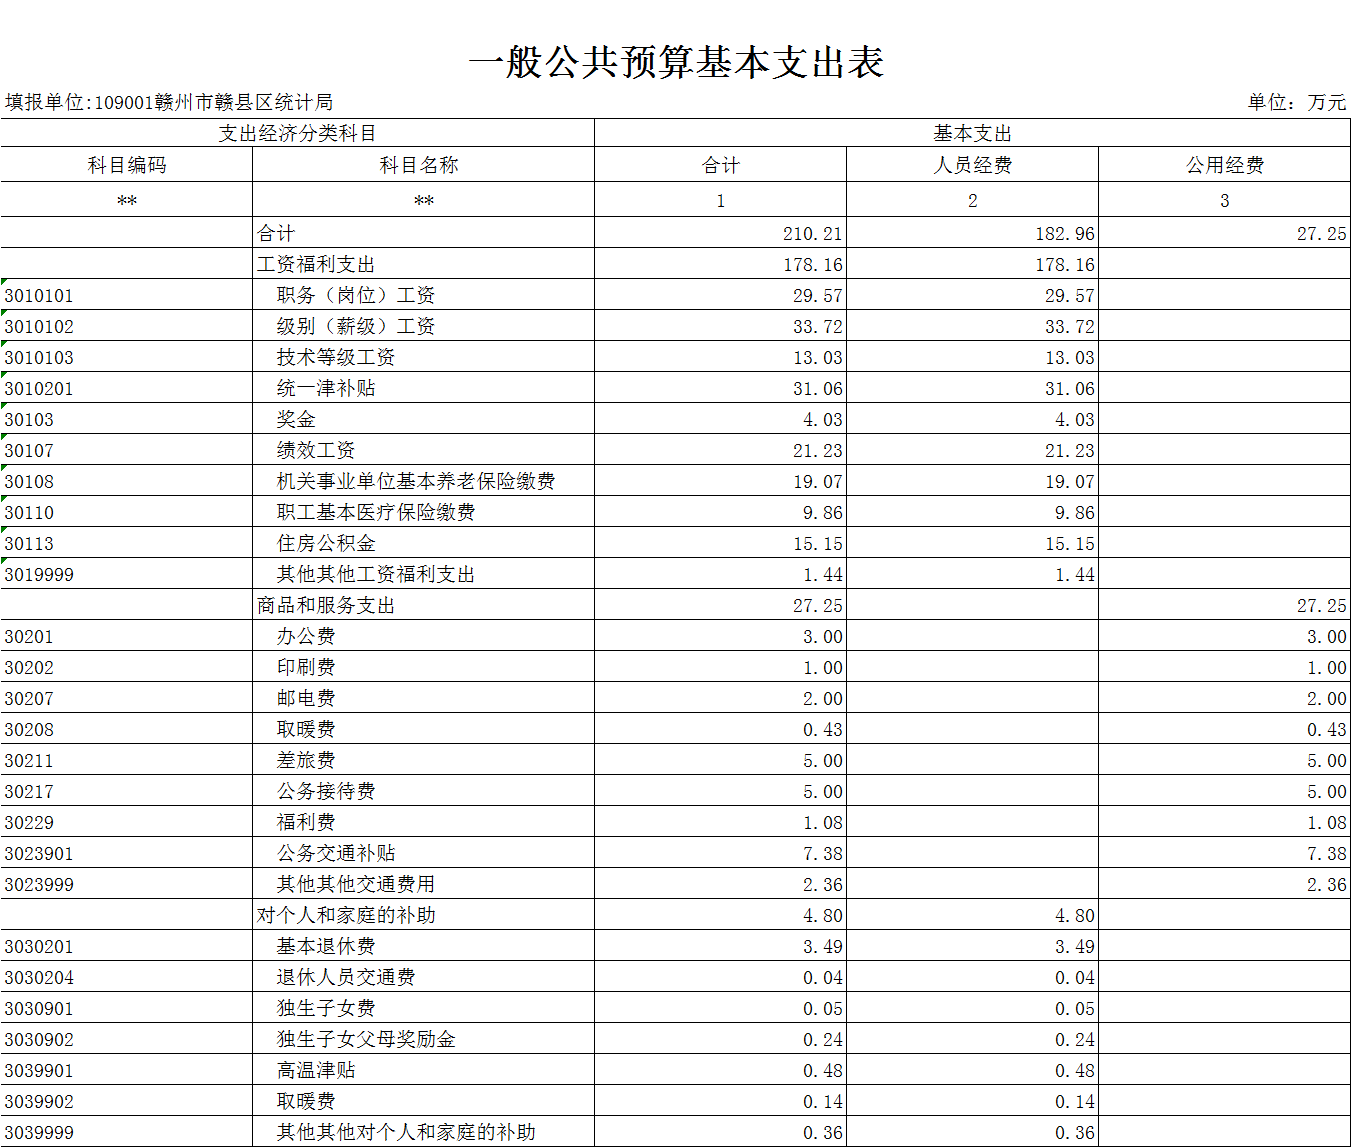 一般公共预算基本支出表
填报单位:109001赣州市赣县区统计局 单位：万元
支出经济分类科目 基本支出
科目编码 科目名称 合计 人员经费 公用经费
** ** 1 2 3
合计 210.21 182.96 27.25
工资福利支出 178.16 178.16
3010101 职务（岗位）工资 29.57 29.57
3010102 级别（薪级）工资 33.72 33.72
3010103 技术等级工资 13.03 13.03
3010201 统一津补贴 31.06 31.06
30103 奖金 4.03 4.03
30107 绩效工资 21.23 21.23
30108 机关事业单位基本养老保险缴费 19.07 19.07
30110 职工基本医疗保险缴费 9.86 9.86
30113 住房公积金 15.15 15.15
3019999 其他其他工资福利支出 1.44 1.44
商品和服务支出 27.25 27.25
30201 办公费 3.00 3.00
30202 印刷费 1.00 1.00
30207 邮电费 2.00 2.00
30208 取暖费 0.43 0.43
30211 差旅费 5.00 5.00
30217 公务接待费 5.00 5.00
30229 福利费 1.08 1.08
3023901 公务交通补贴 7.38 7.38
3023999 其他其他交通费用 2.36 2.36
对个人和家庭的补助 4.80 4.80
3030201 基本退休费 3.49 3.49
3030204 退休人员交通费 0.04 0.04
3030901 独生子女费 0.05 0.05
3030902 独生子女父母奖励金 0.24 0.24
3039901 高温津贴 0.48 0.48
3039902 取暖费 0.14 0.14
3039999 其他其他对个人和家庭的补助 0.36 0.36